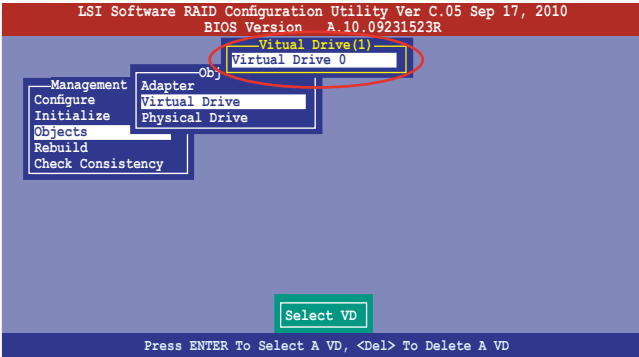 LSI Software RAID Configuration Utility Ver C.05 Sep 17, 2010
BIOS Version A.10.09231523R
Vitual Drive(1)
Virtual Drive 0
Obj
Adapter
Virtual Drive
Physical Drive
Management
Configure
Initialize
Objects
Rebuild
Check Consistency
Select VD
Press ENTER To Select A VD, <Del> To Delete A VD